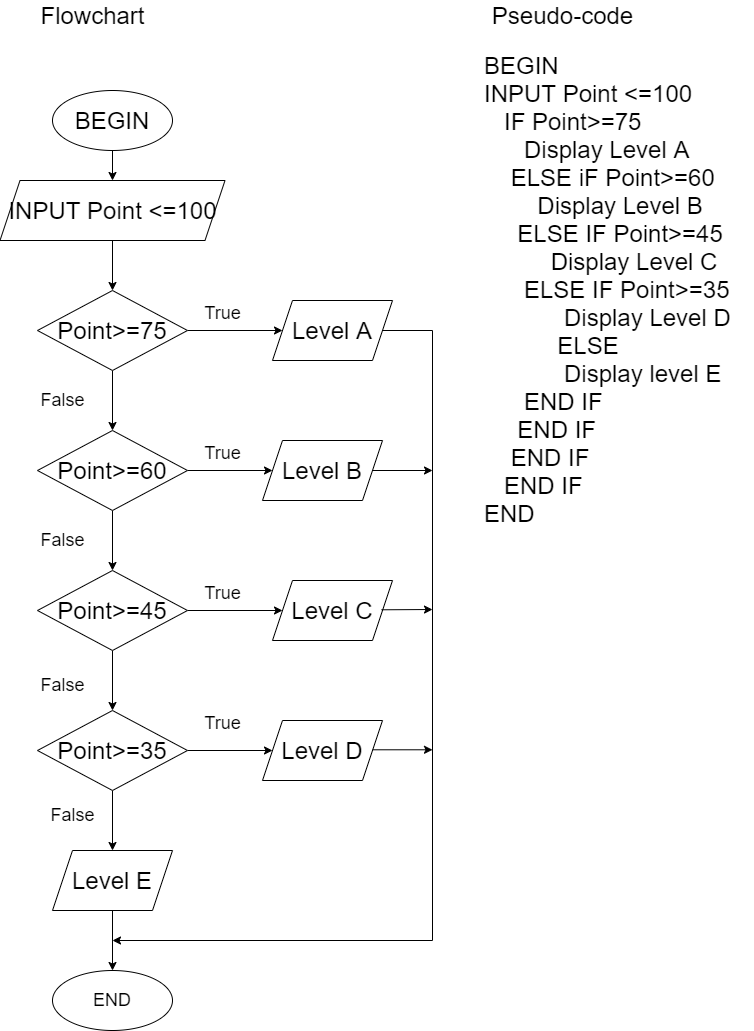 Flowchart
BEGIN
INPUT Point <=100
Point>=75
True
Level A
False
Point>=60
True
Level B
False
Point>=45
True
Level C
False
Point>=35
True
Level D
False
Level E
END
Pseudo-code
BEGIN
INPUT Point <=100
IF Point>=75
Display Level A
ELSE iF Point>=60
Display Level B
ELSE IF Point>=45
Display Level C
ELSE IF Point>=35
Display Level D
ELSE
Display level E
END IF
END IF
END IF
END IF
END